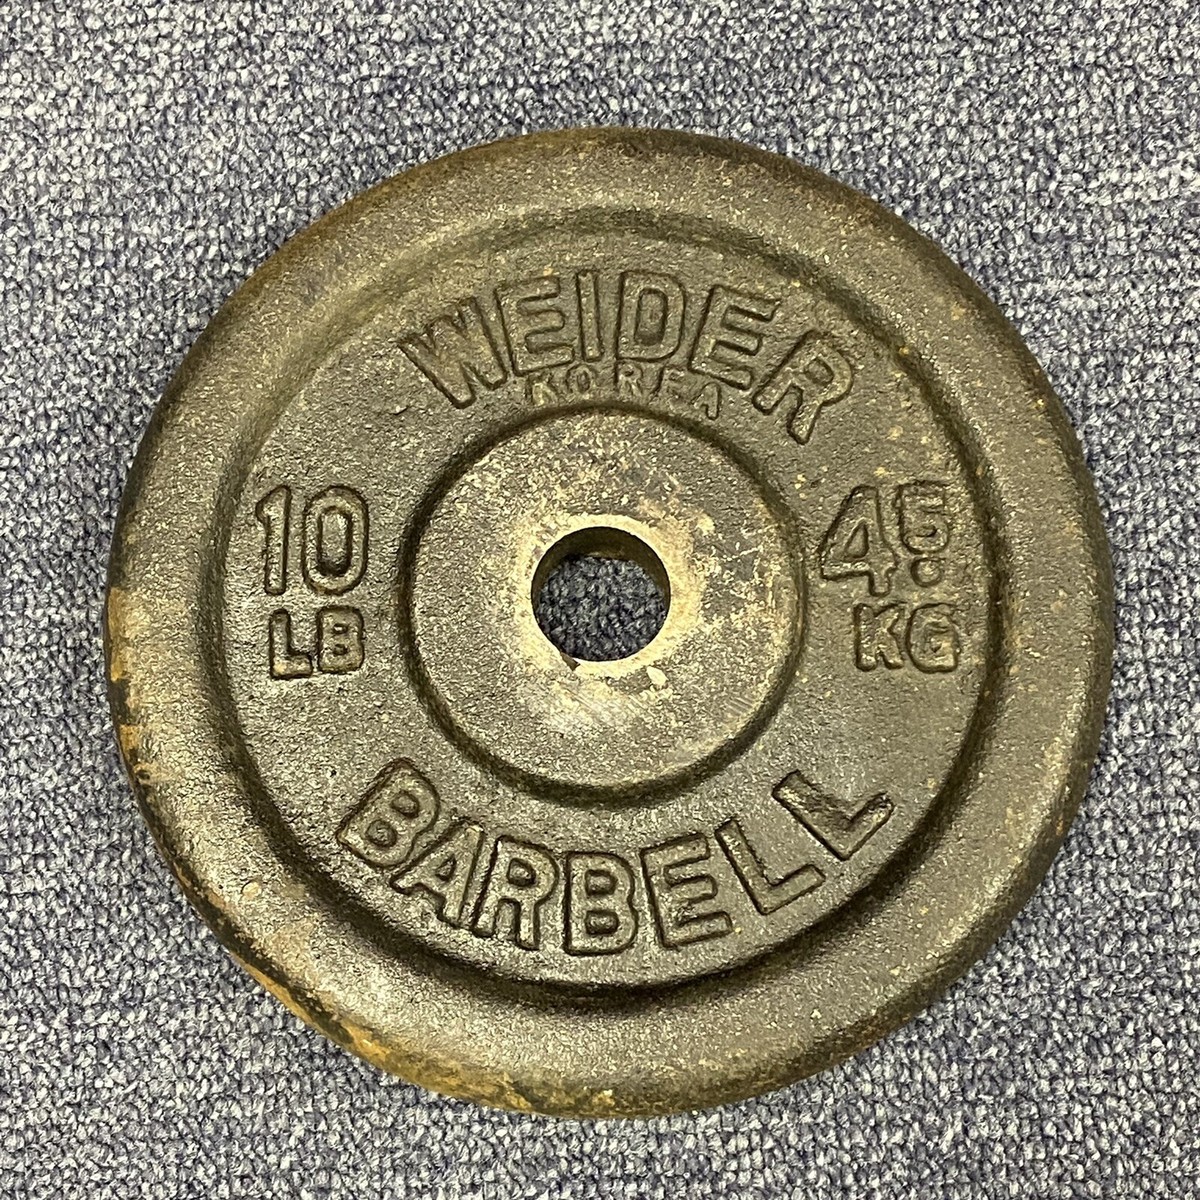 WEIDER
KOREA
10
LB
4.5
KG
BARBELL